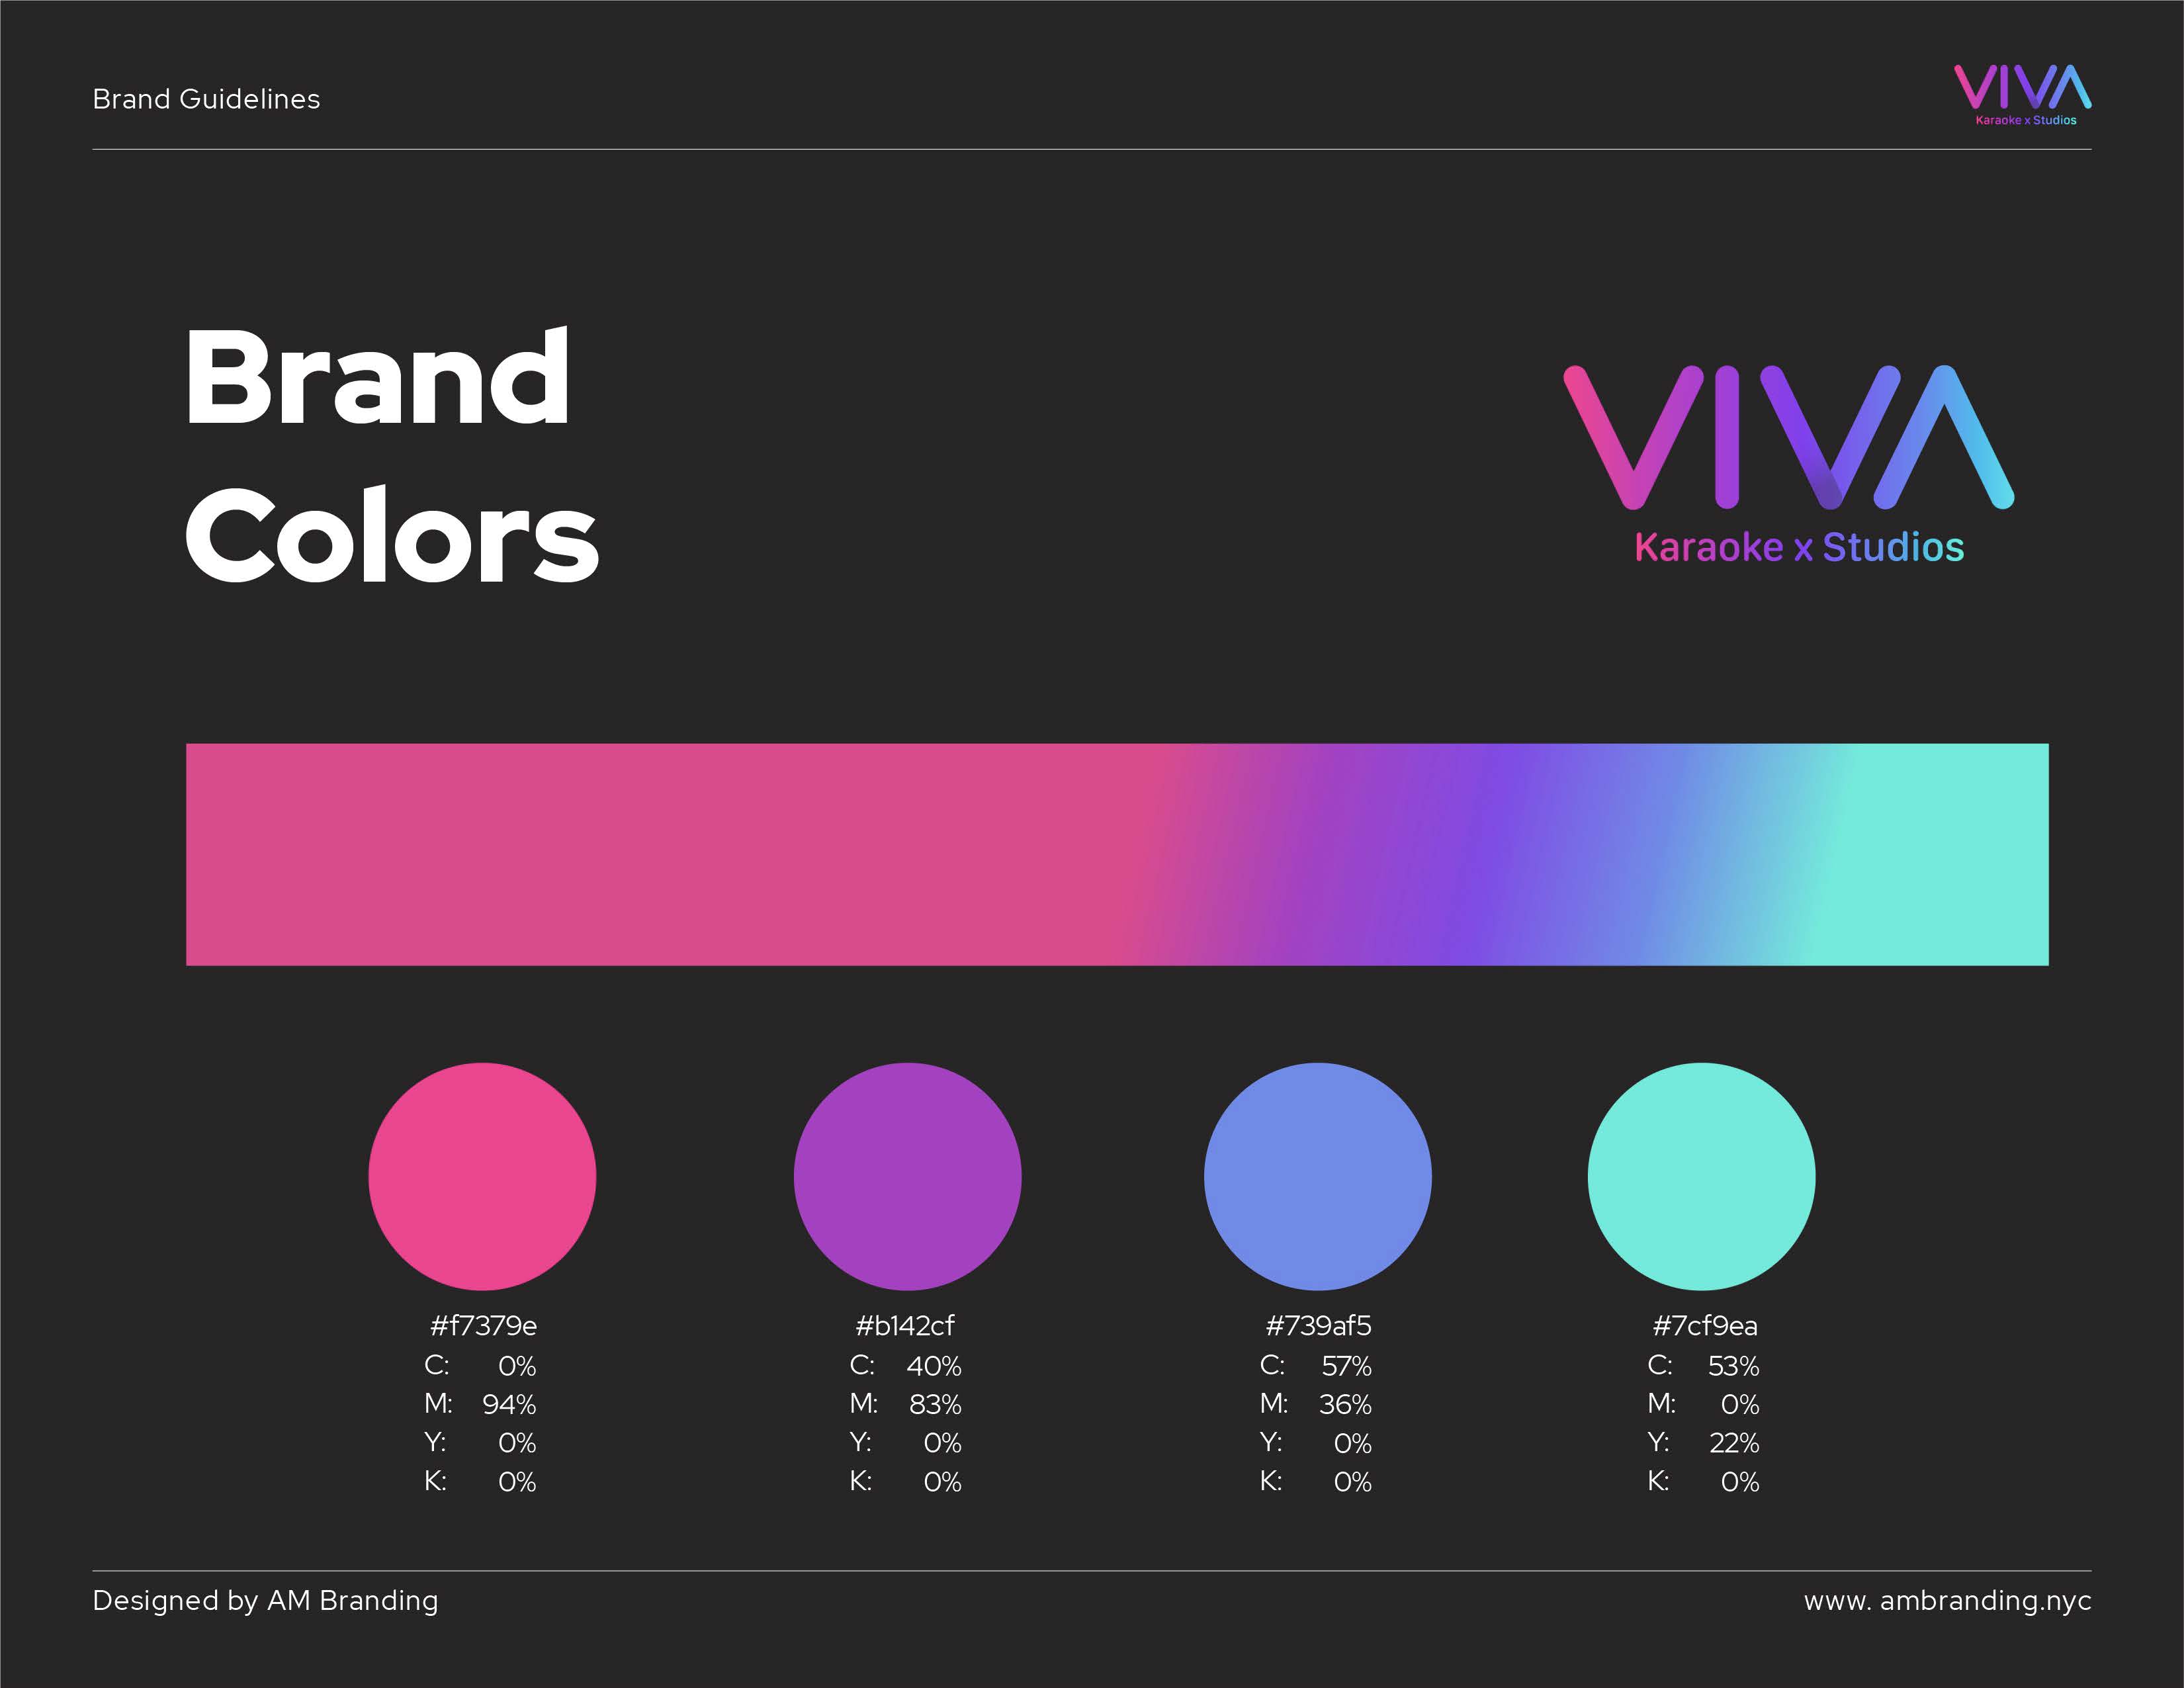 Brand Guidelines
VIVA
Karaoke x Studios
Brand
Colors
VIVA
Karaoke x Studios
#f7379e
C: 0%
M: 94%
Y: 0%
K: 0%
#b142cf
C: 40%
M: 83%
Y: 0%
K: 0%
#739af5
C: 57%
M: 36%
Y: 0%
K: 0%
#7cf9ea
C: 53%
M: 0%
Y: 22%
K: 0%
Designed by AM Branding
www. ambranding.nyc